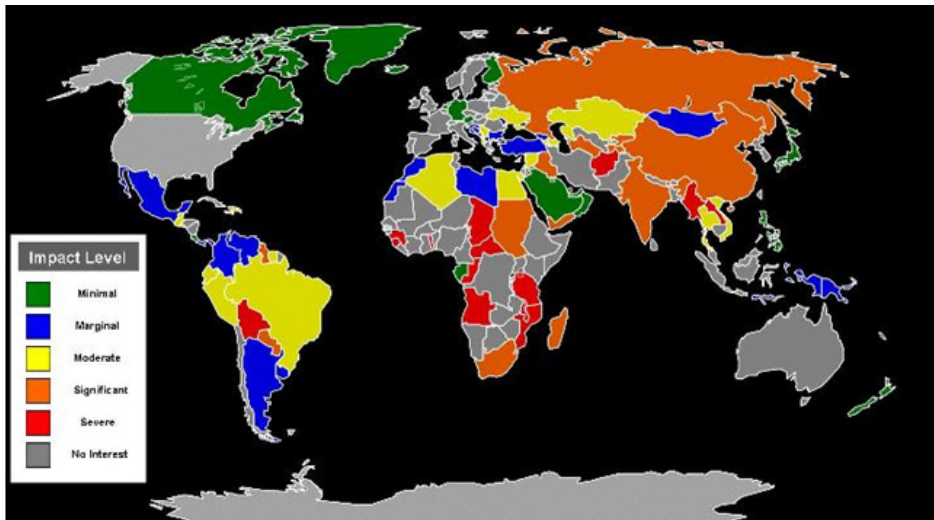 Impact Level
Minimal
Marginal
Moderate
Significant
Severe
No Interest